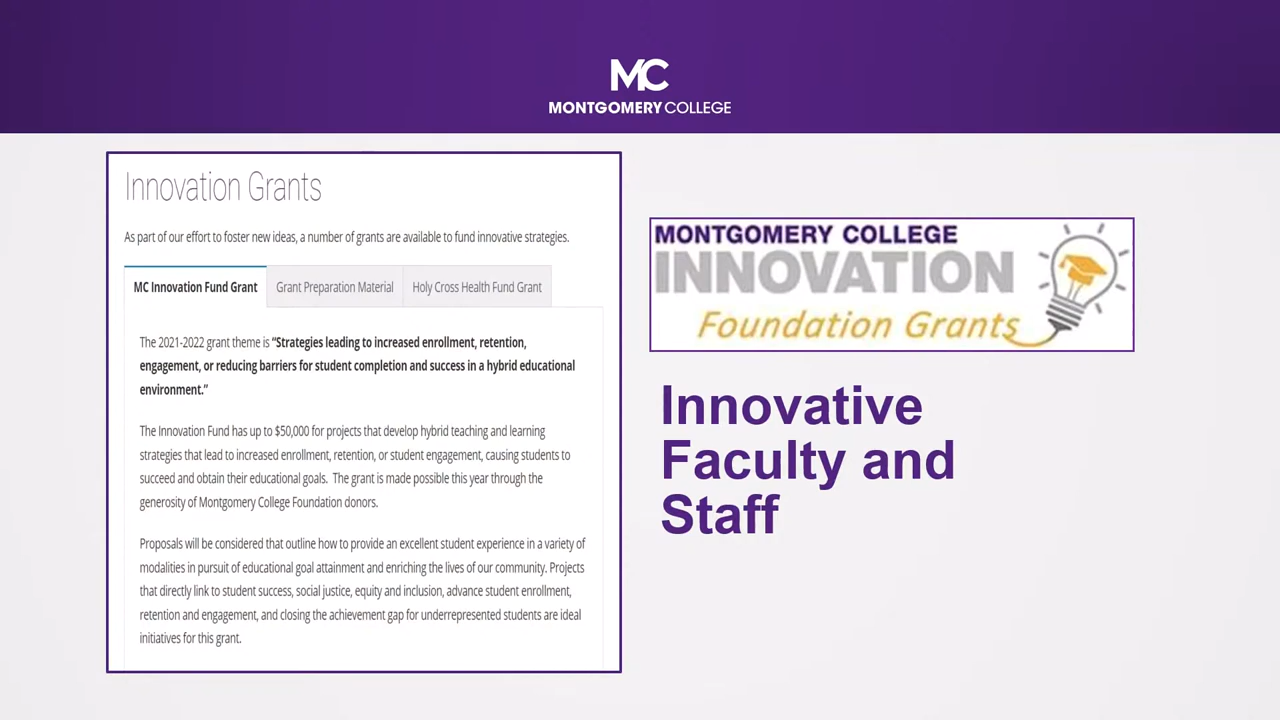 MC
MONTGOMERY COLLEGE
Innovation Grants
As part of our effort to foster new ideas, a number of grants are available to fund innovative strategies.
MC Innovation Fund Grant
Grant Preparation Material
Holy Cross Health Fund Grant
The 2021-2022 grant theme is “Strategies leading to increased enrollment, retention,
engagement, or reducing barriers for student completion and success in a hybrid educational
environment.”
The Innovation Fund has up to $50,000 for projects that develop hybrid teaching and learning
strategies that lead to increased enrollment, retention, or student engagement, causing students to
succeed and obtain their educational goals. The grant is made possible this year through the
generosity of Montgomery College Foundation donors.
Proposals will be considered that outline how to provide an excellent student experience in a variety of
modalities in pursuit of educational goal attainment and enriching the lives of our community. Projects
that directly link to student success, social justice, equity and inclusion, advance student enrollment,
retention and engagement, and closing the achievement gap for underrepresented students are ideal
initiatives for this grant.
MONTGOMERY COLLEGE
INNOVATION
Foundation Grants
Innovative
Faculty and
Staff